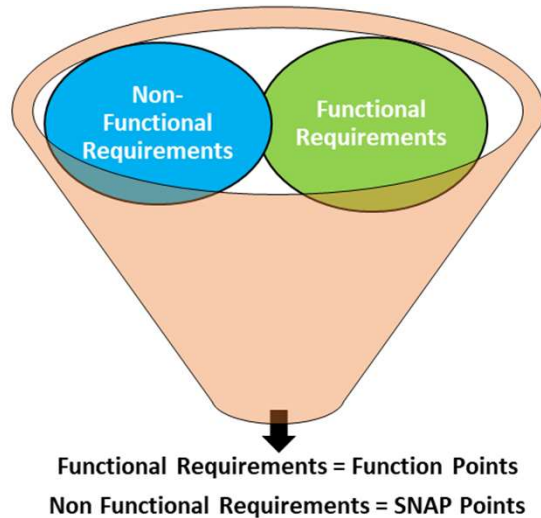 Non-
Functional
Requirements
Functional
Requirements
Functional Requirements = Function Points
Non Functional Requirements = SNAP Points